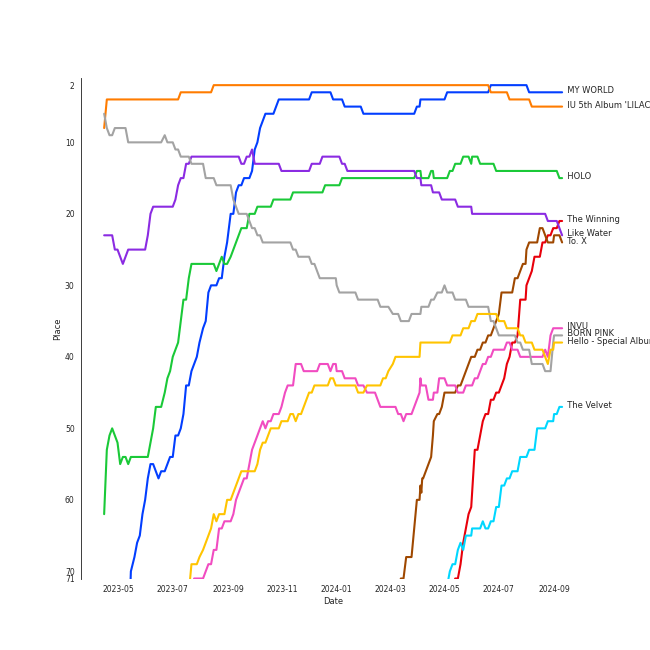 2
10
20
30
40
50
60
70
71
Place
2023-05
2023-07
2023-09
2023-11
2024-01
2024-03
2024-05
2024-07
2024-09
Date
MY WORLD
IU 5th Album 'LILAC
HOLO
The Winning
Like Water
To. X
INVU
BORN PINK
Hello - Special Albu
The Velvet